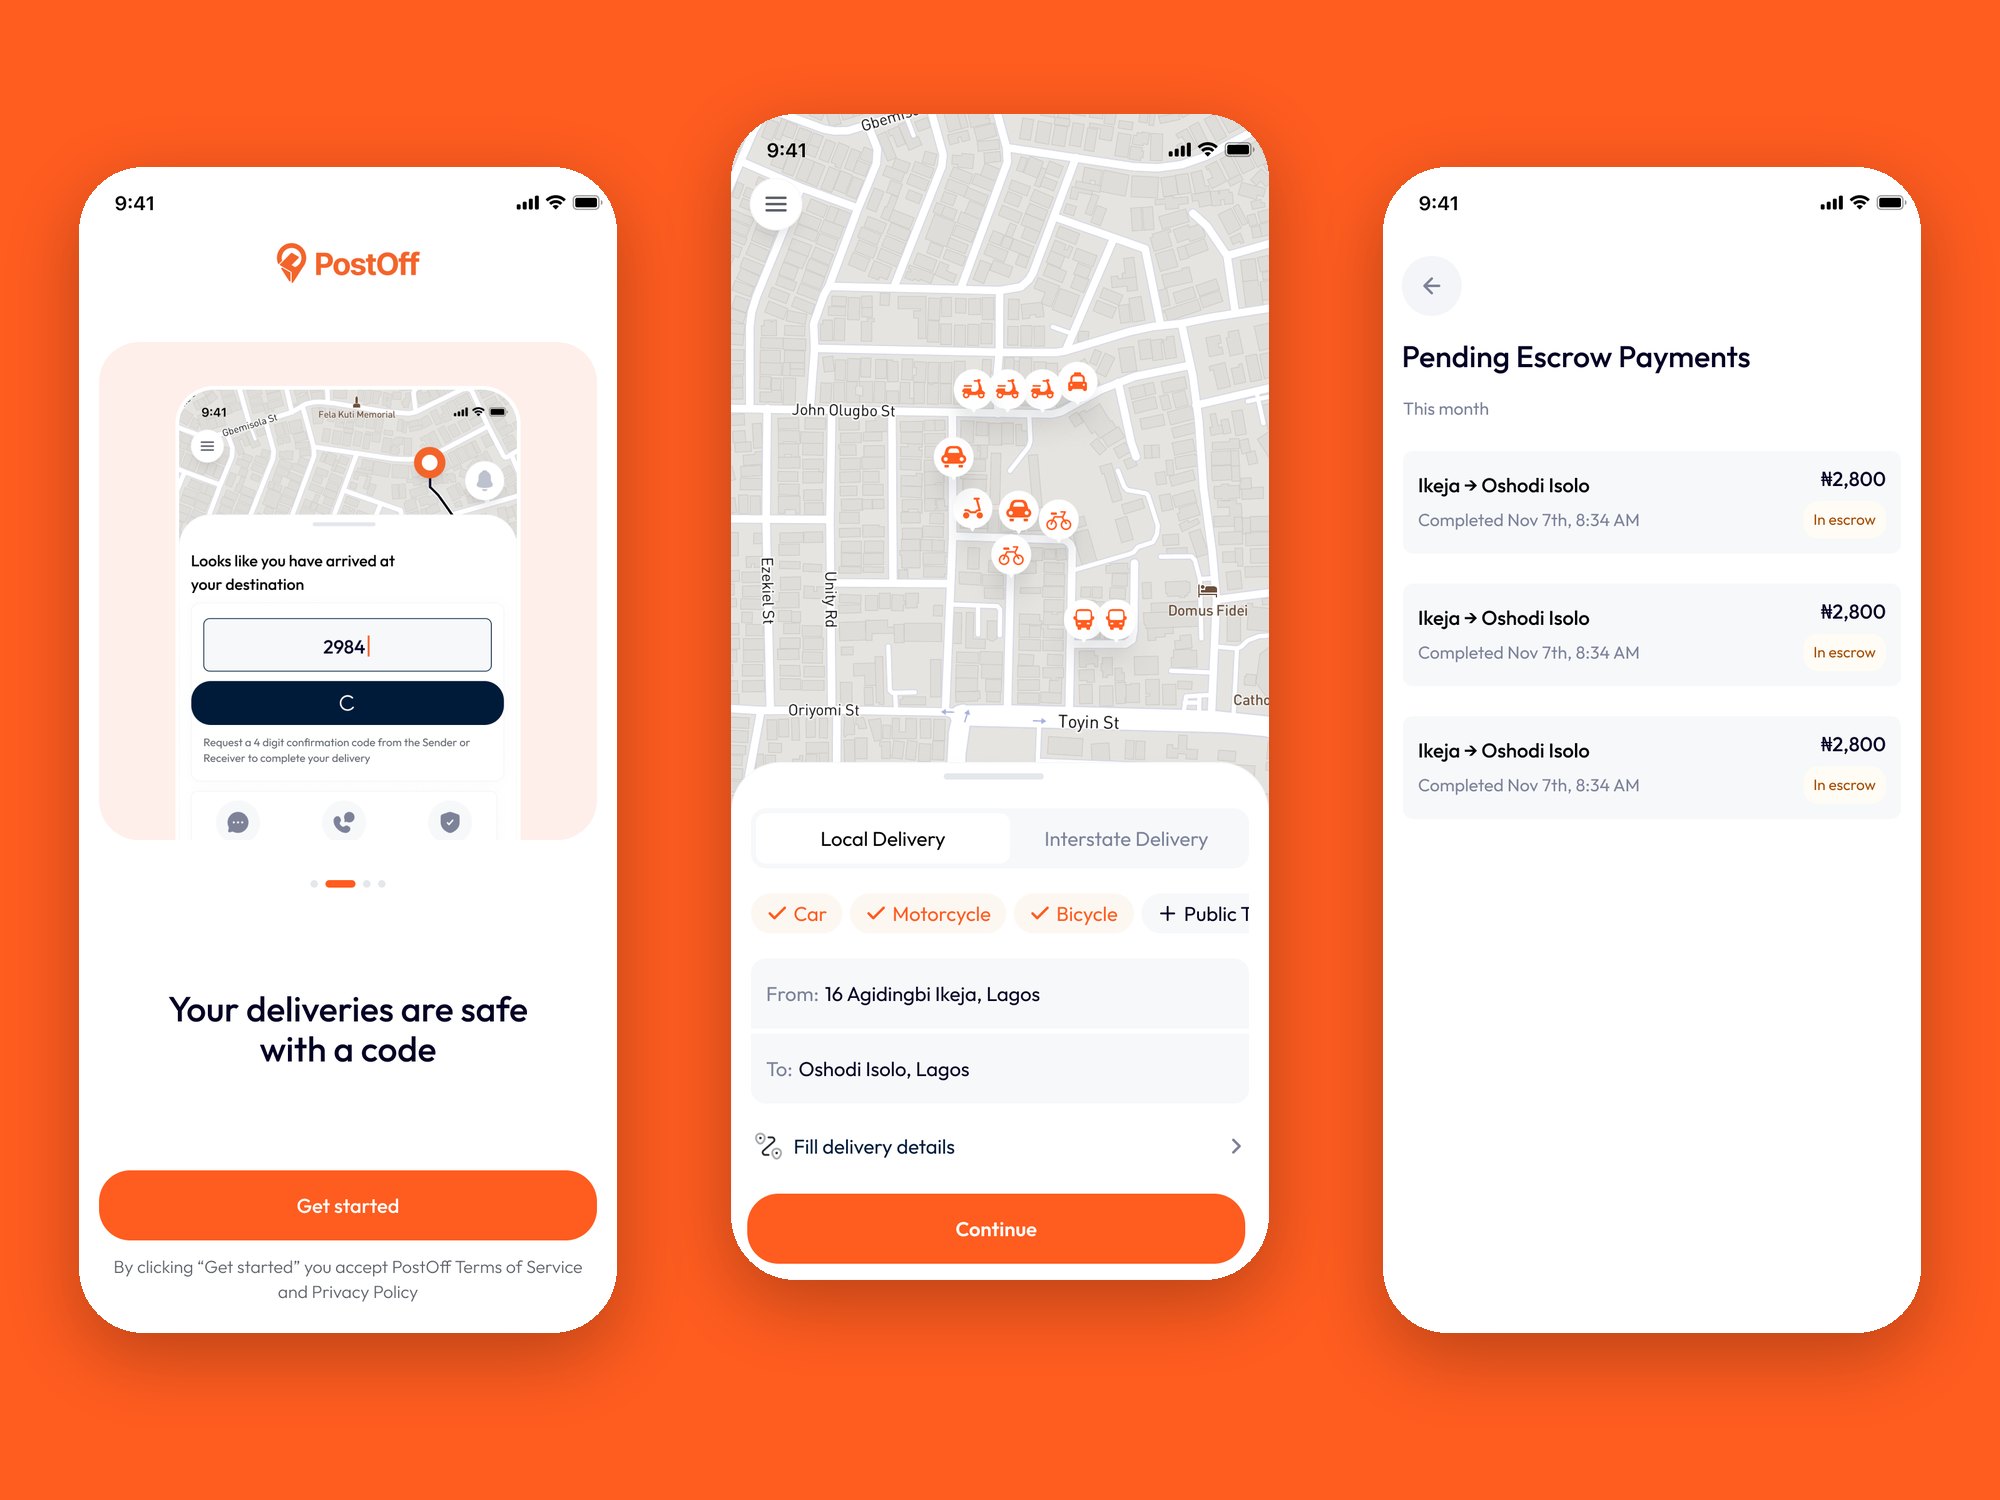 9:41
PostOff
9:41
Fela Kuti Memorial
Gbemisola St
Looks like you have arrived at
your destination
2984
Request a 4 digit confirmation code from the Sender or
Receiver to complete your delivery
Your deliveries are safe
with a code
Get started
By clicking “Get started” you accept PostOff Terms of Service
and Privacy Policy
9:41
John Olugbo St
Ezekiel St
Unity Rd
Domus Fidei
Oriyomi St
Toyin St
Local Delivery
Interstate Delivery
Car
Motorcycle
Bicycle
+ Public T
From: 16 Agidingbi Ikeja, Lagos
To: Oshodi Isolo, Lagos
Fill delivery details
Continue
9:41
Pending Escrow Payments
This month
Ikeja → Oshodi Isolo
₦2,800
Completed Nov 7th, 8:34 AM
In escrow
Ikeja → Oshodi Isolo
₦2,800
Completed Nov 7th, 8:34 AM
In escrow
Ikeja → Oshodi Isolo
₦2,800
Completed Nov 7th, 8:34 AM
In escrow